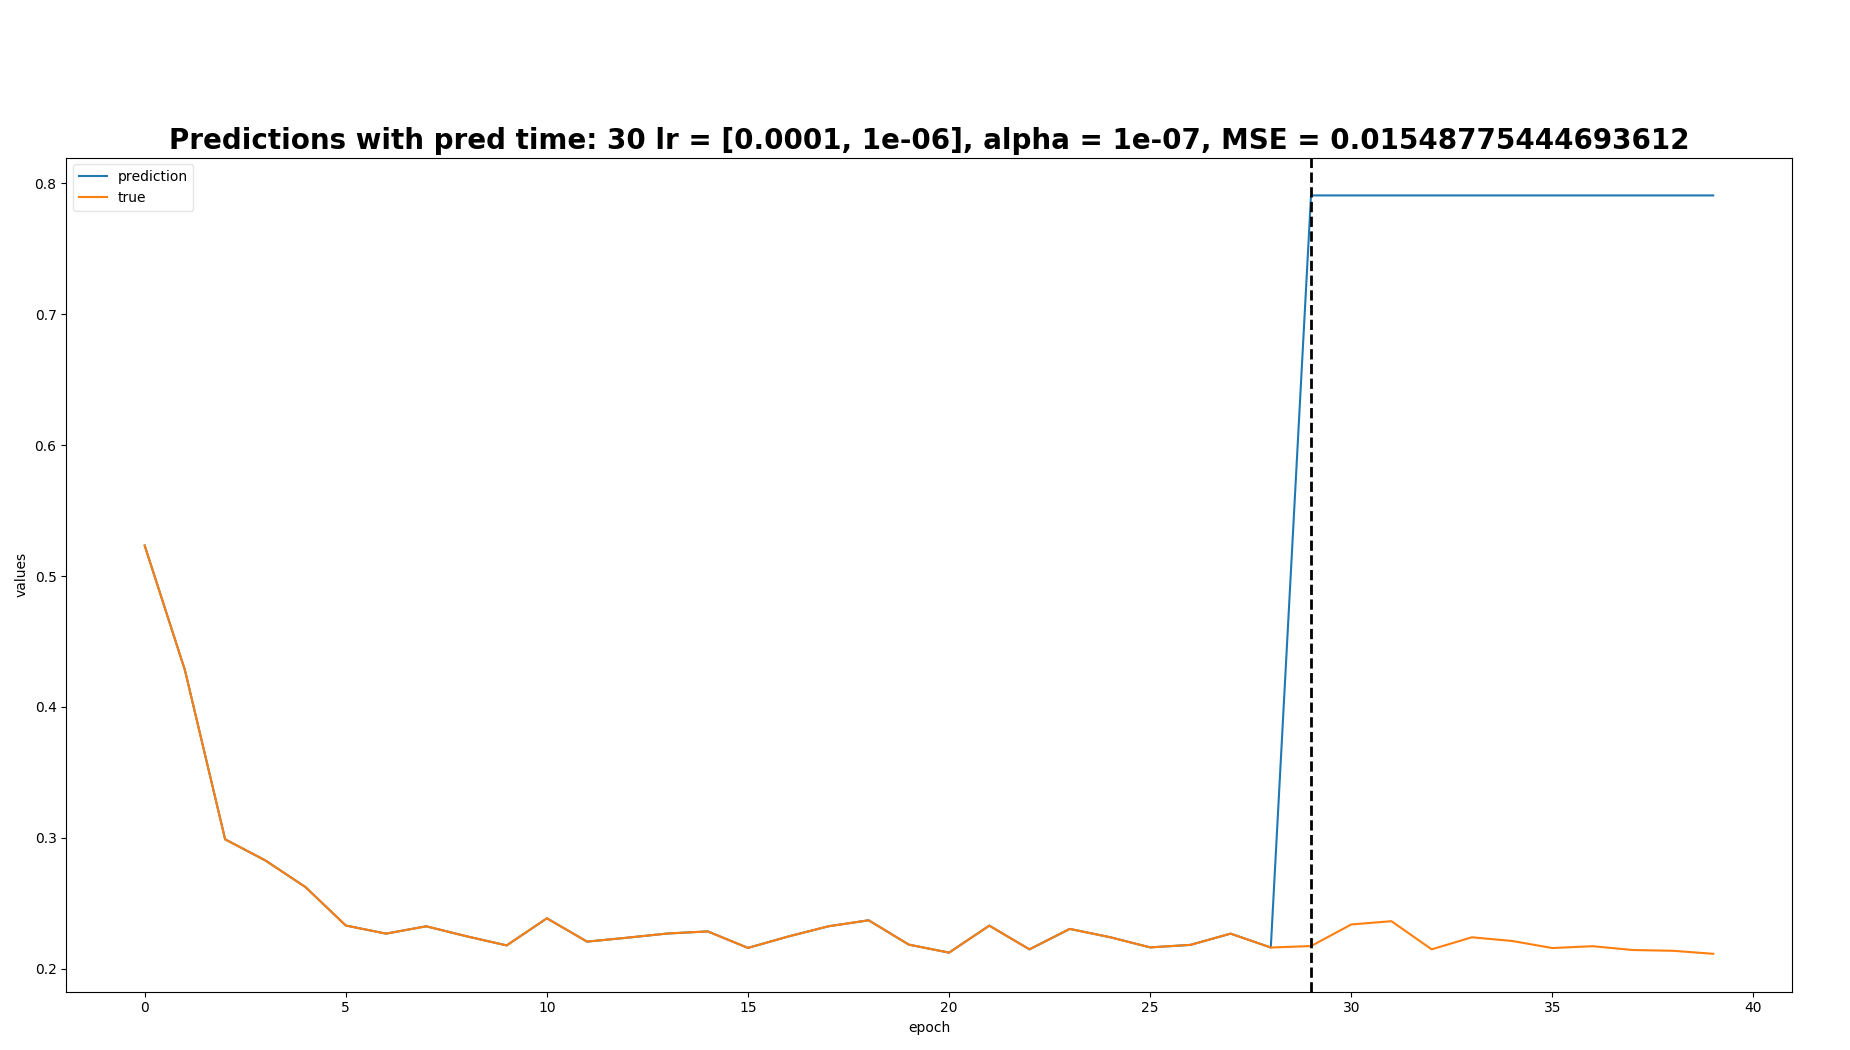 Predictions with pred time: 30 lr = [0.0001, 1e-06], alpha = 1e-07, MSE = 0.01548775444693612
prediction
true
0.8
0.7
0.6
0.5
0.4
0.3
0.2
values
0 5 10 15 20 25 30 35 40
epoch